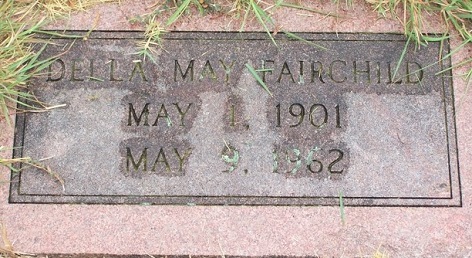 DELLA MAY FAIRCHILD
MAY 1, 1901
MAY 9, 1962